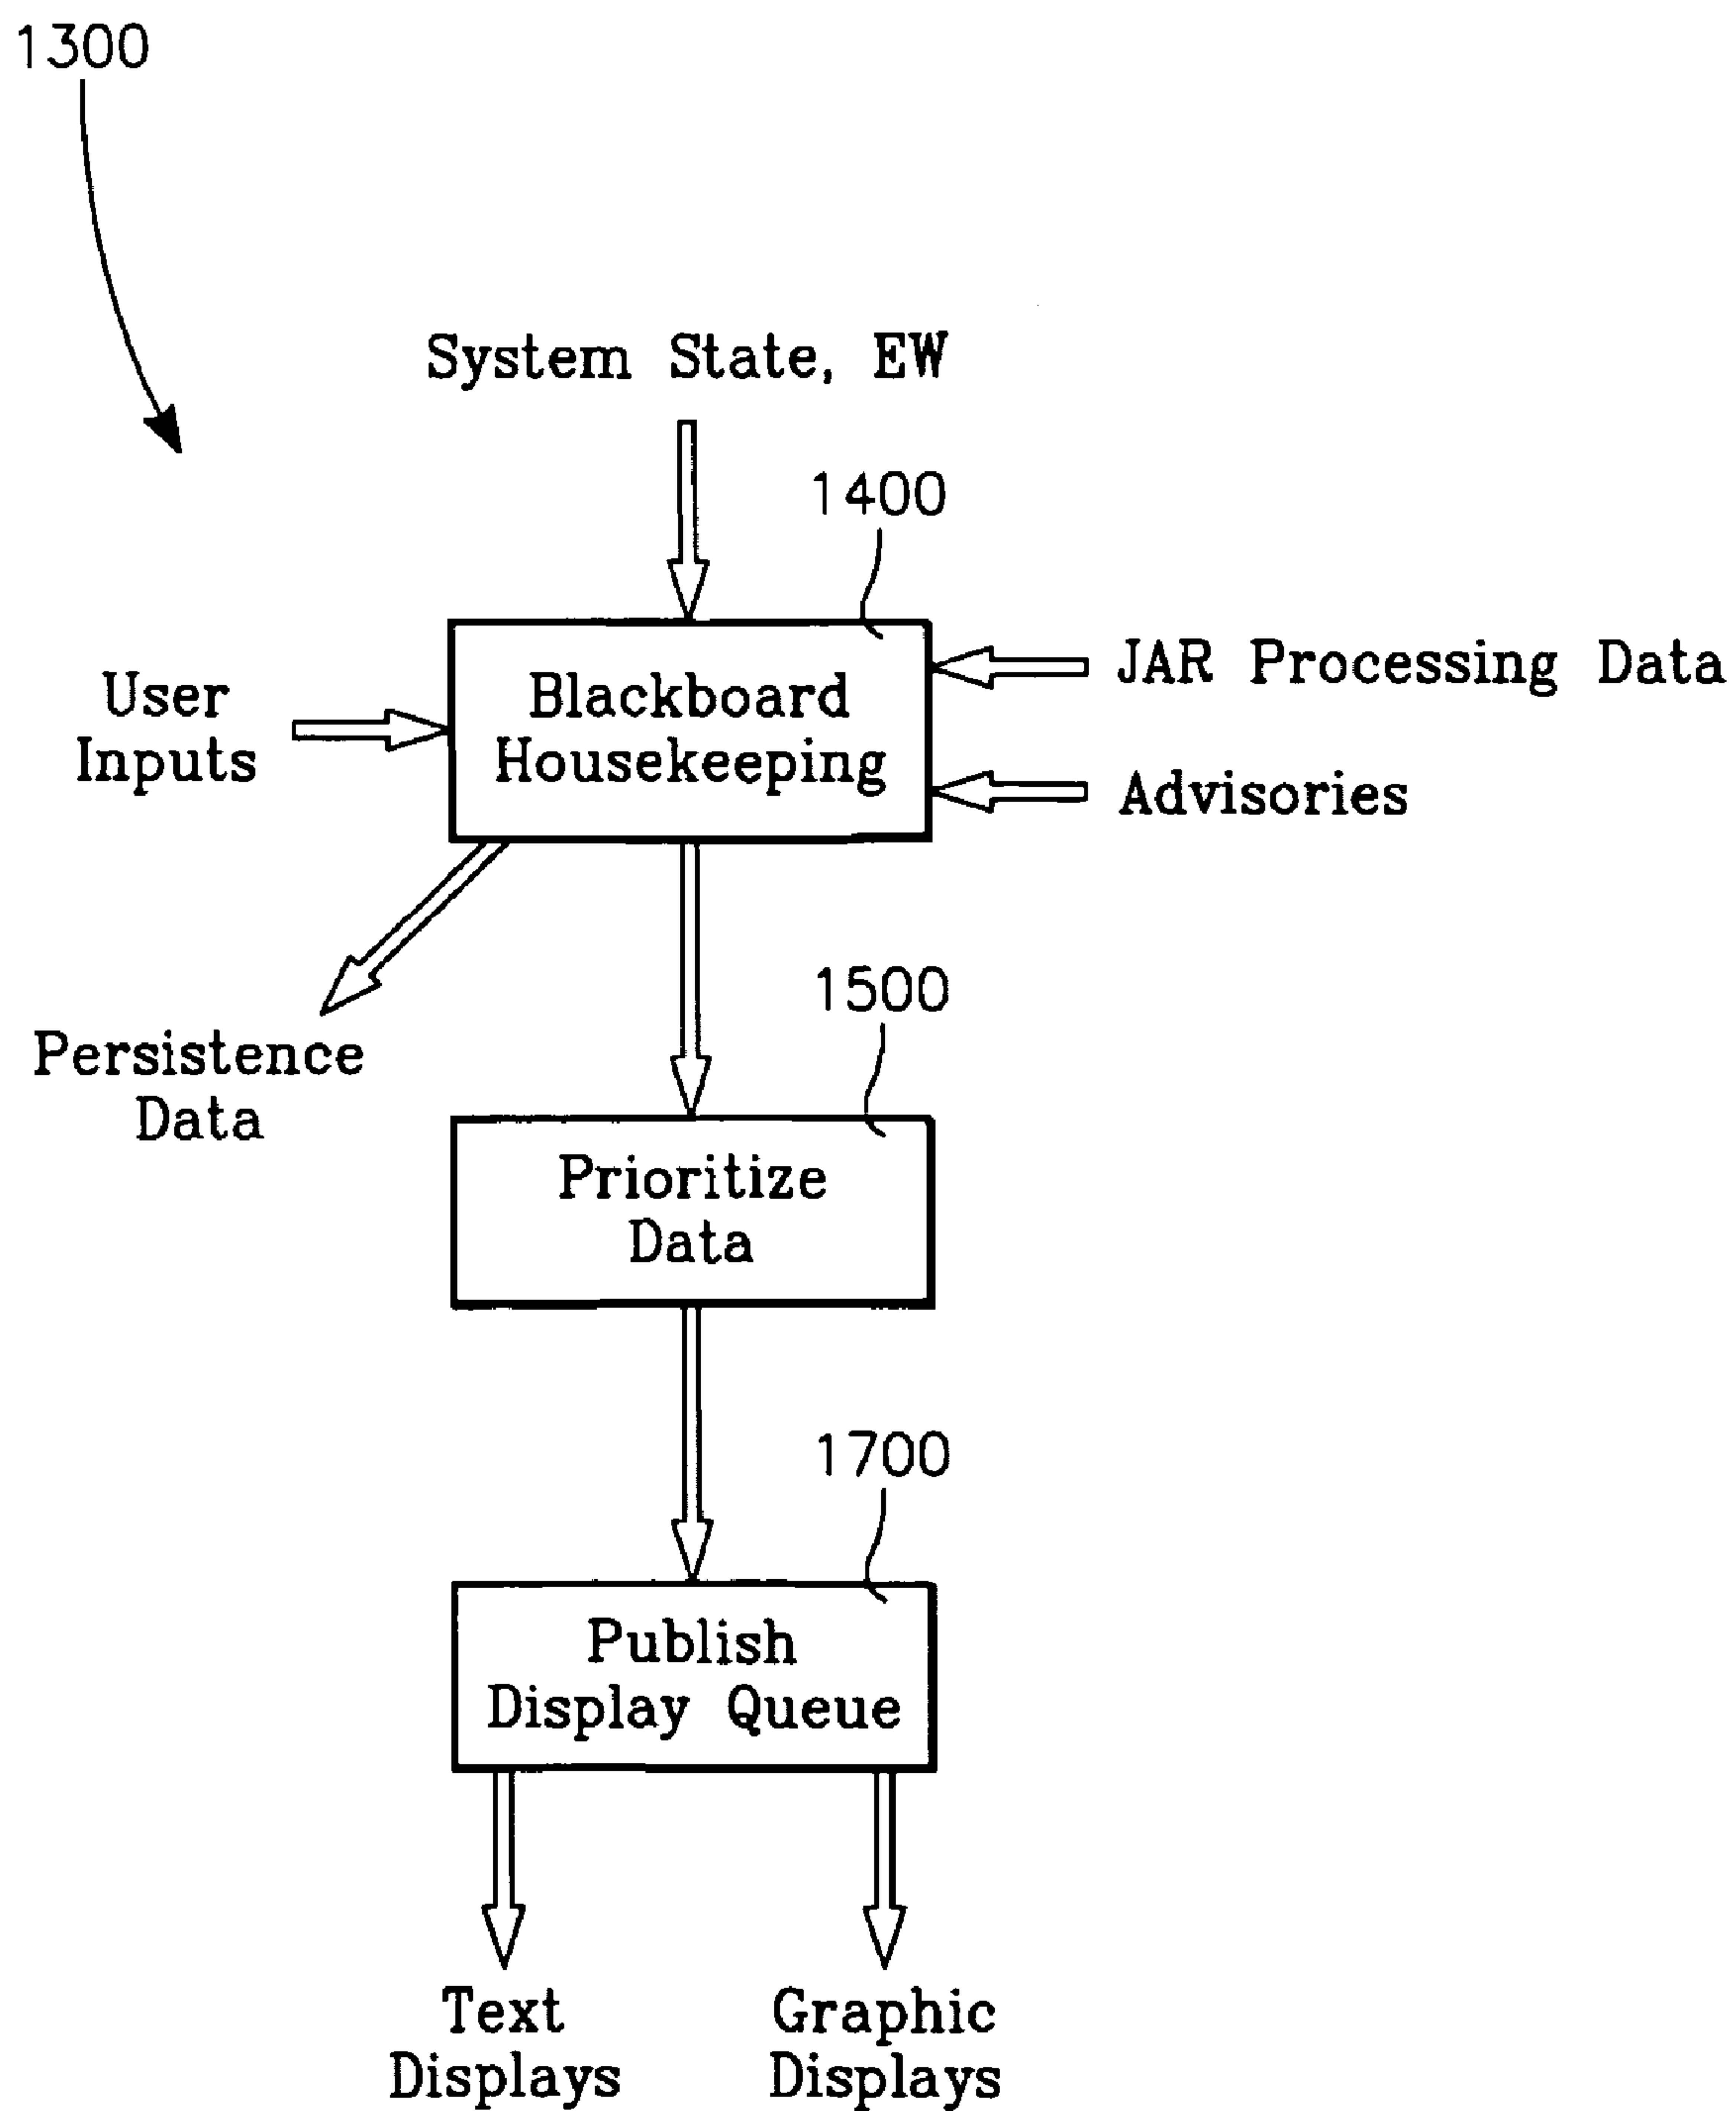 1300
System State, EW
1400
JAR Processing Data
User
Inputs
Blackboard
Housekeeping
Advisories
1500
Persistence
Data
Prioritize
Data
1700
Publish
Display Queue
Text
Displays
Graphic
Displays